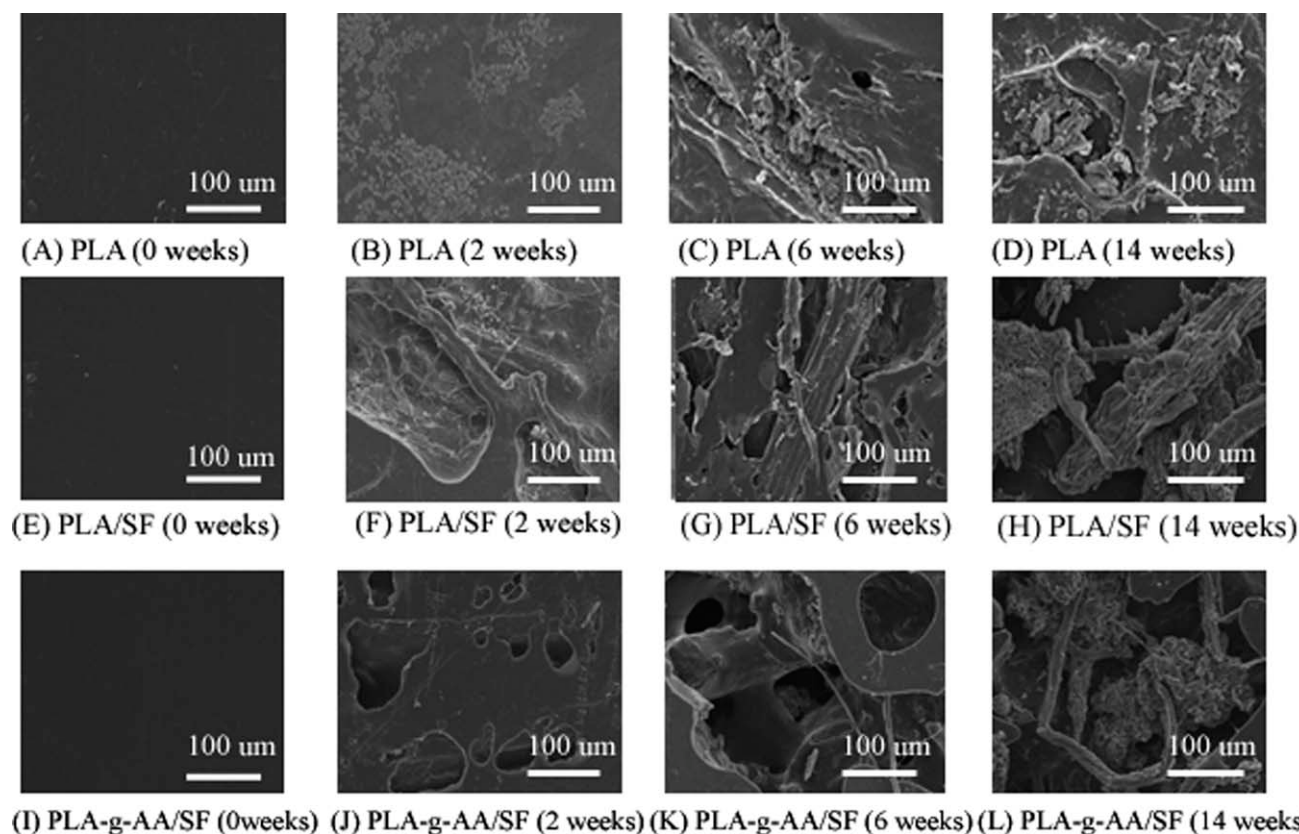 100 um 100 um 100 um 100 um
(A) PLA (0 weeks) (B) PLA (2 weeks) (C) PLA (6 weeks) (D) PLA (14 weeks)
100 um 100 um 100 um 100 um
(E) PLA/SF (0 weeks) (F) PLA/SF (2 weeks) (G) PLA/SF (6 weeks) (H) PLA/SF (14 weeks)
100 um 100 um 100 um 100 um
(I) PLA-g-AA/SF (0weeks) (J) PLA-g-AA/SF (2 weeks) (K) PLA-g-AA/SF (6 weeks) (L) PLA-g-AA/SF (14 weeks